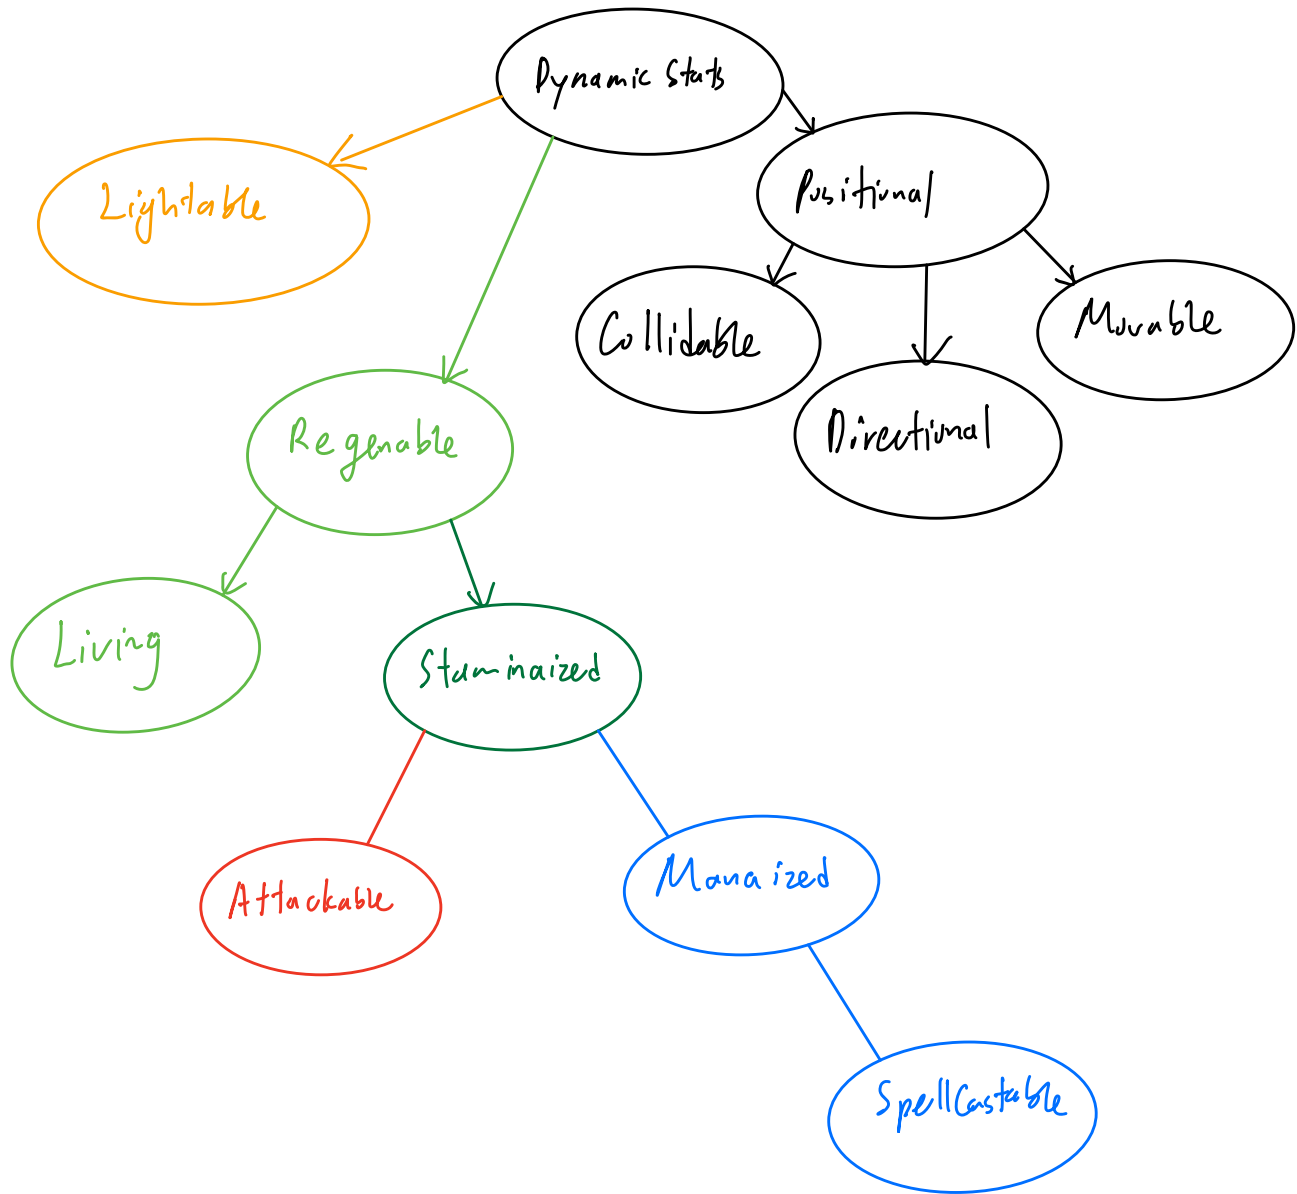 Dynamic Stats
Lightable
Positional
Collidable
Movable
Directional
Regenable
Living
Staminaized
Attackable
Manaized
SpellCastable